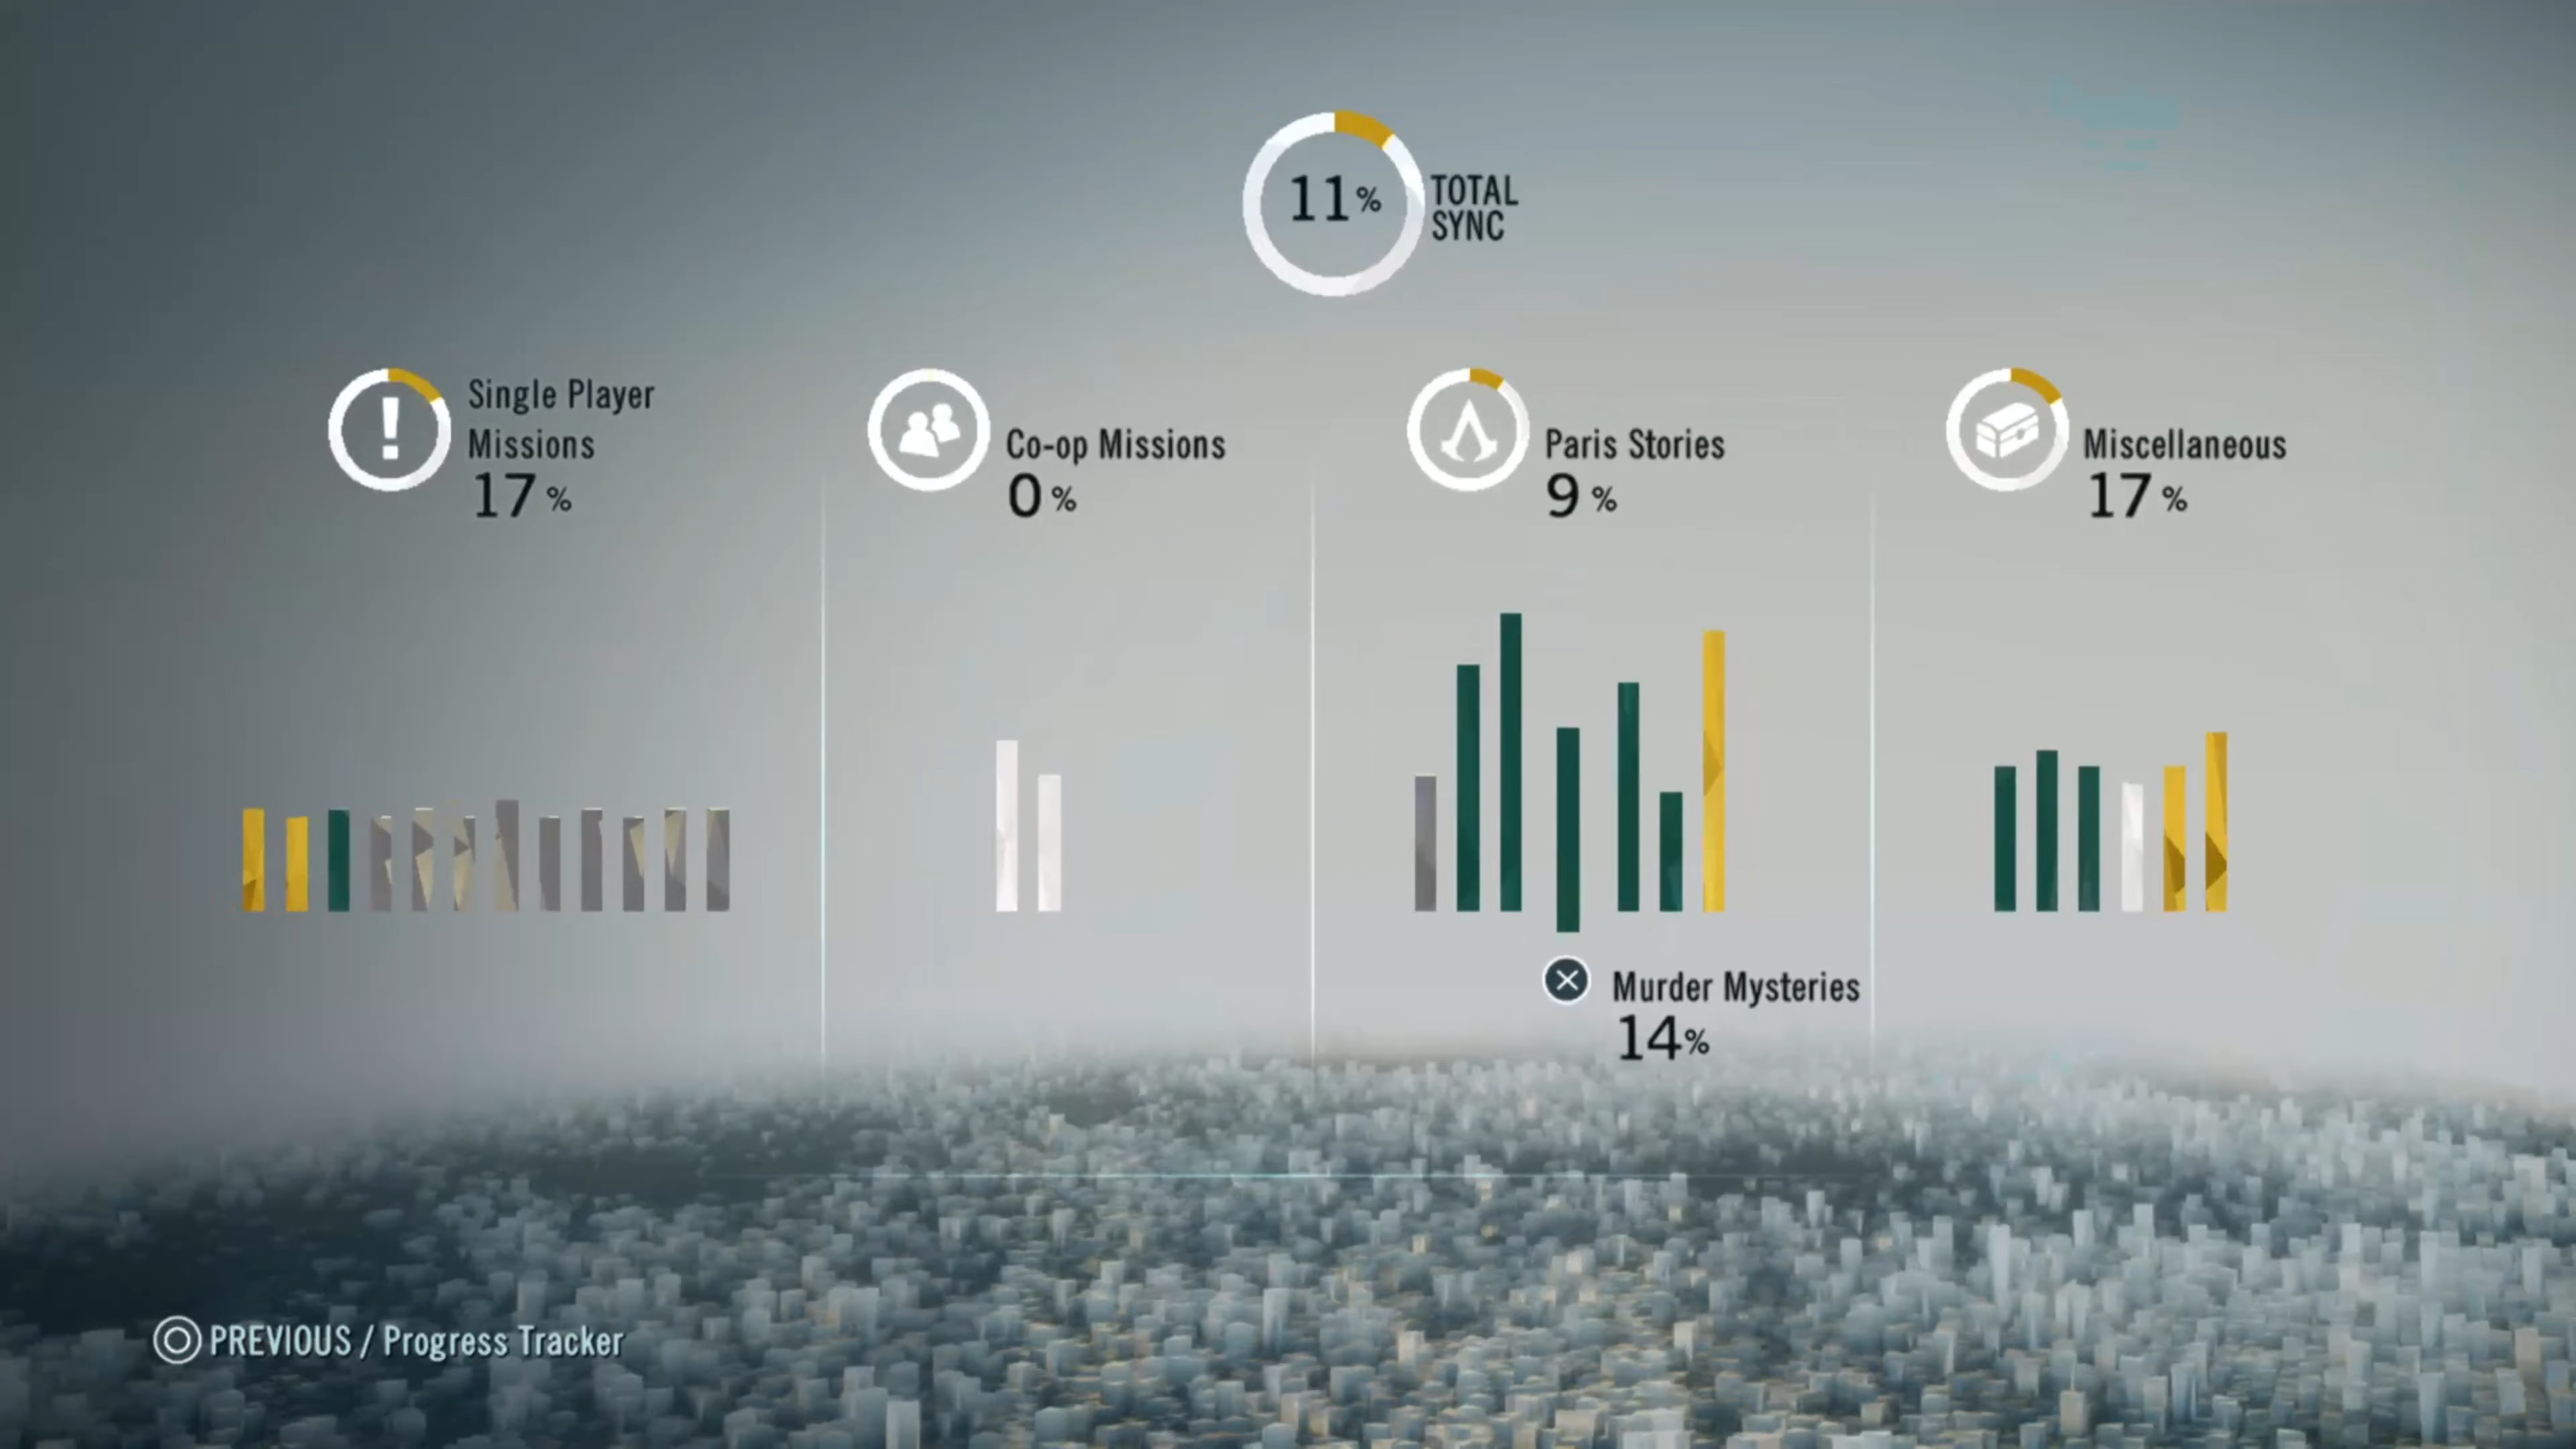 11%
TOTAL
SYNC
Single Player
Missions
17 %
Co-op Missions
0 %
Paris Stories
9 %
Miscellaneous
17 %
Murder Mysteries
14%
PREVIOUS / Progress Tracker